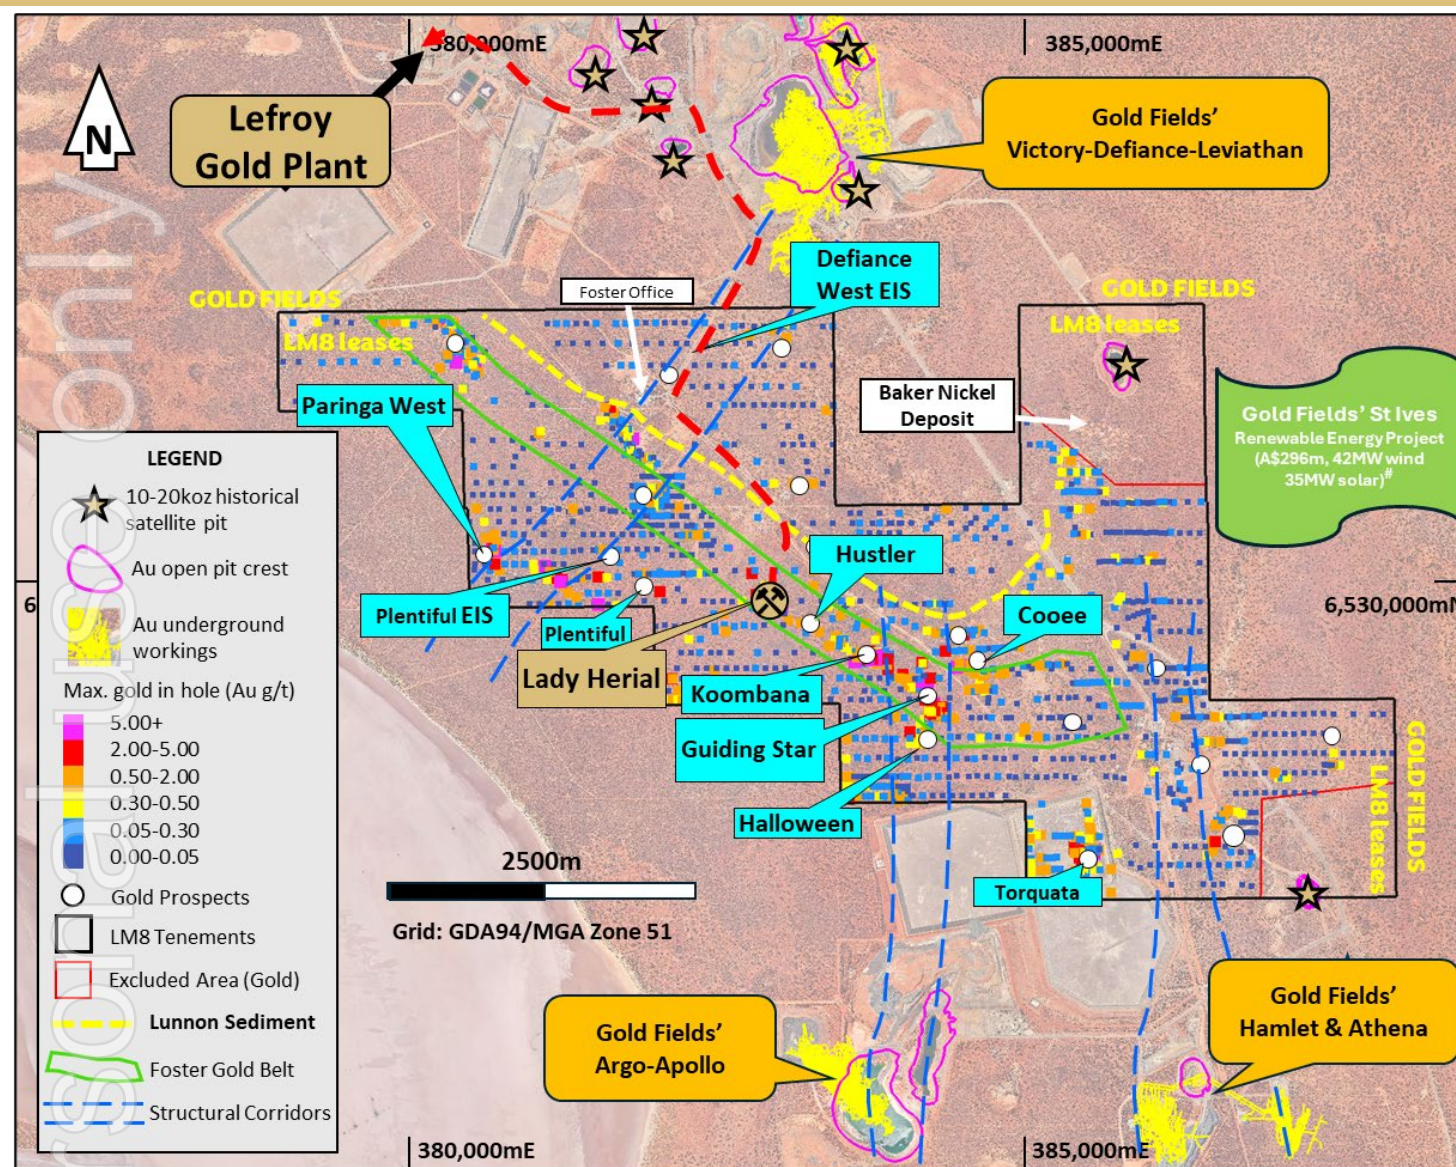 380,000mE
385,000mE
Lefroy
Gold Plant
N
Gold Fields'
Victory-Defiance-Leviathan
Defiance
West EIS
Foster Office
GOLD FIELDS
LM8 leases
GOLD FIELDS
LM8 leases
Paringa West
Baker Nickel
Deposit
Gold Fields' St Ives
Renewable Energy Project
(A$296m, 42MW wind
35MW solar)#
LEGEND
10-20koz historical
satellite pit
Au open pit crest
Au underground
workings
Max. gold in hole (Au g/t)
5.00+
2.00-5.00
0.50-2.00
0.30-0.50
0.05-0.30
0.00-0.05
Gold Prospects
LM8 Tenements
Excluded Area (Gold)
Lunnon Sediment
Foster Gold Belt
Structural Corridors
6
6,530,000mN
Hustler
Plentiful EIS
Plentiful
Cooee
Lady Herial
Koombana
Guiding Star
Halloween
Torquata
GOLD FIELDS
LM8 leases
2500m
Grid: GDA94/MGA Zone 51
Gold Fields'
Argo-Apollo
Gold Fields'
Hamlet & Athena
380,000mE
385,000mE
rsonal use only